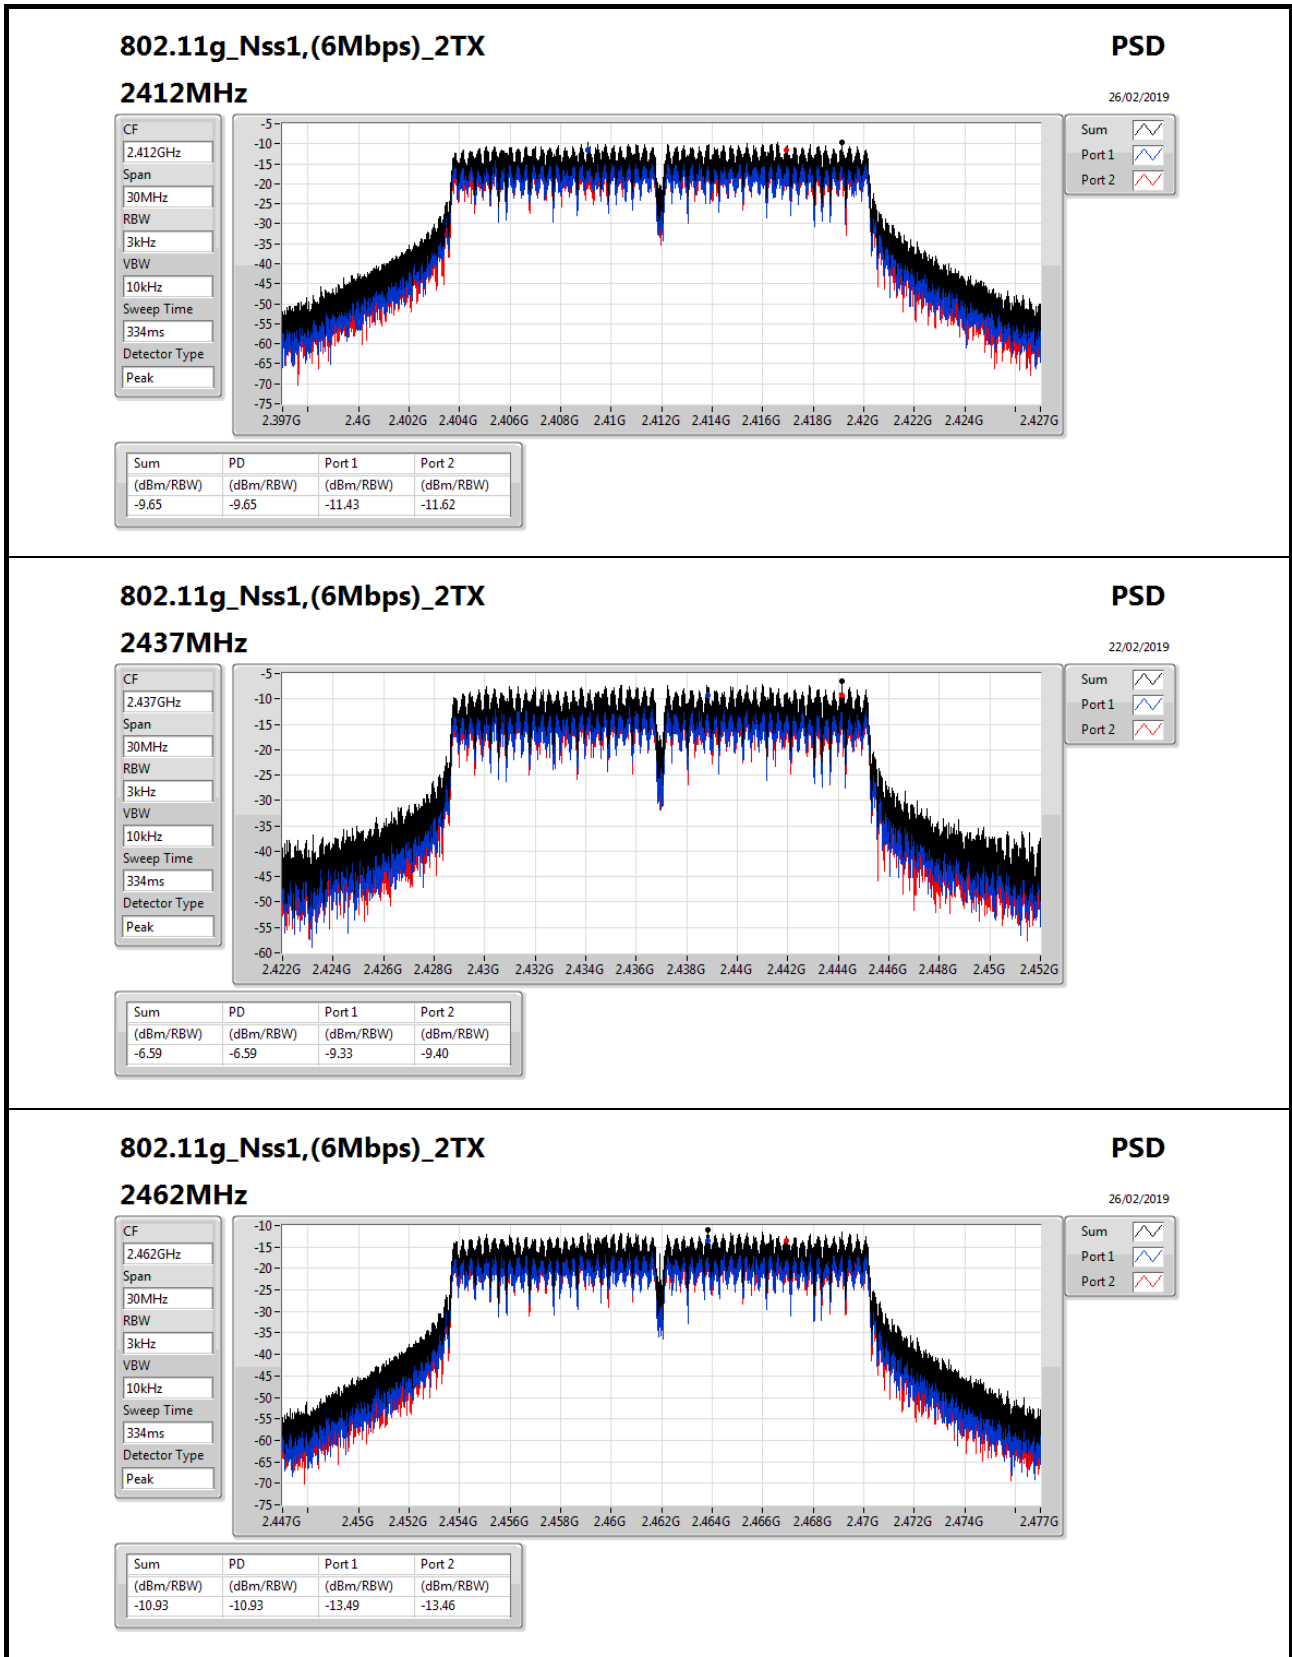 802.11g_Nss1,(6Mbps)_2TX PSD
2412MHz 26/02/2019
CF
2.412GHz
Span
30MHz
RBW
3kHz
VBW
10kHz
Sweep Time
334ms
Detector Type
Peak
-5
-10
-15
-20
-25
-30
-35
-40
-45
-50
-55
-60
-65
-70
-75
2.397G 2.4G 2.402G 2.404G 2.406G 2.408G 2.41G 2.412G 2.414G 2.416G 2.418G 2.42G 2.422G 2.424G 2.427G
Sum
Port 1
Port 2
Sum PD Port 1 Port 2
(dBm/RBW) (dBm/RBW) (dBm/RBW) (dBm/RBW)
-9.65 -9.65 -11.43 -11.62
802.11g_Nss1,(6Mbps)_2TX PSD
2437MHz 22/02/2019
CF
2.437GHz
Span
30MHz
RBW
3kHz
VBW
10kHz
Sweep Time
334ms
Detector Type
Peak
-5
-10
-15
-20
-25
-30
-35
-40
-45
-50
-55
-60
2.422G 2.424G 2.426G 2.428G 2.43G 2.432G 2.434G 2.436G 2.438G 2.44G 2.442G 2.444G 2.446G 2.448G 2.45G 2.452G
Sum
Port 1
Port 2
Sum PD Port 1 Port 2
(dBm/RBW) (dBm/RBW) (dBm/RBW) (dBm/RBW)
-6.59 -6.59 -9.33 -9.40
802.11g_Nss1,(6Mbps)_2TX PSD
2462MHz 26/02/2019
CF
2.462GHz
Span
30MHz
RBW
3kHz
VBW
10kHz
Sweep Time
334ms
Detector Type
Peak
-10
-15
-20
-25
-30
-35
-40
-45
-50
-55
-60
-65
-70
-75
2.447G 2.45G 2.452G 2.454G 2.456G 2.458G 2.46G 2.462G 2.464G 2.466G 2.468G 2.47G 2.472G 2.474G 2.477G
Sum
Port 1
Port 2
Sum PD Port 1 Port 2
(dBm/RBW) (dBm/RBW) (dBm/RBW) (dBm/RBW)
-10.93 -10.93 -13.49 -13.46